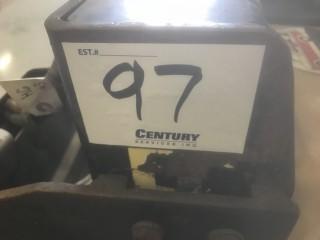 EST.#
97
CENTURY
SERVICES INC